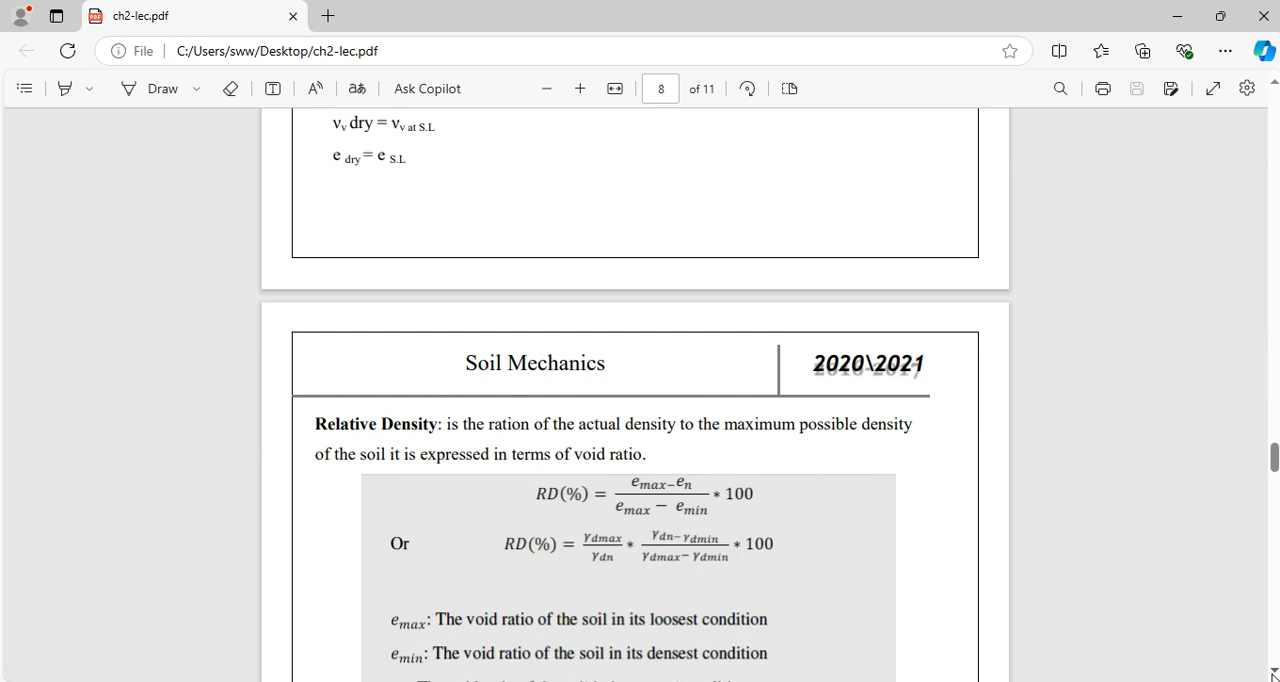 ch2-lec.pdf
File C:/Users/sww/Desktop/ch2-lec.pdf
Draw aあ Ask Copilot 8 of 11
vᵥ dry = vᵥ at S.L
e dry = e S.L
Soil Mechanics 2020\2021
Relative Density: is the ration of the actual density to the maximum possible density
of the soil it is expressed in terms of void ratio.
RD(%) = (e_max−e_n)/(e_max − e_min) * 100
Or RD(%) = γ_dmax/γ_dn * (γ_dn−γ_dmin)/(γ_dmax−γ_dmin) * 100
e_max: The void ratio of the soil in its loosest condition
e_min: The void ratio of the soil in its densest condition